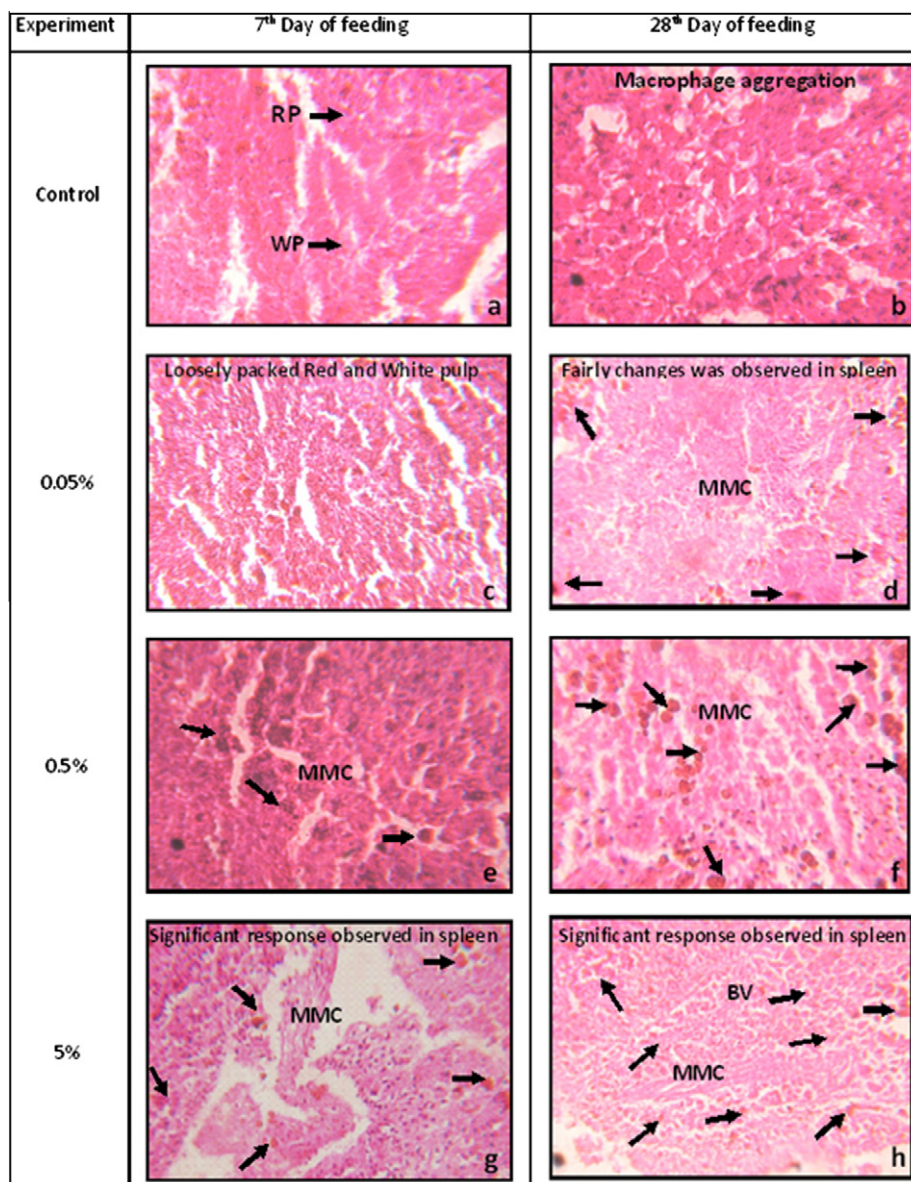 Experiment 7th Day of feeding 28th Day of feeding
Control
RP
WP
a
Macrophage aggregation
b
0.05%
Loosely packed Red and White pulp
c
Fairly changes was observed in spleen
MMC
d
0.5%
MMC
e
MMC
f
5%
Significant response observed in spleen
MMC
g
Significant response observed in spleen
BV
MMC
h